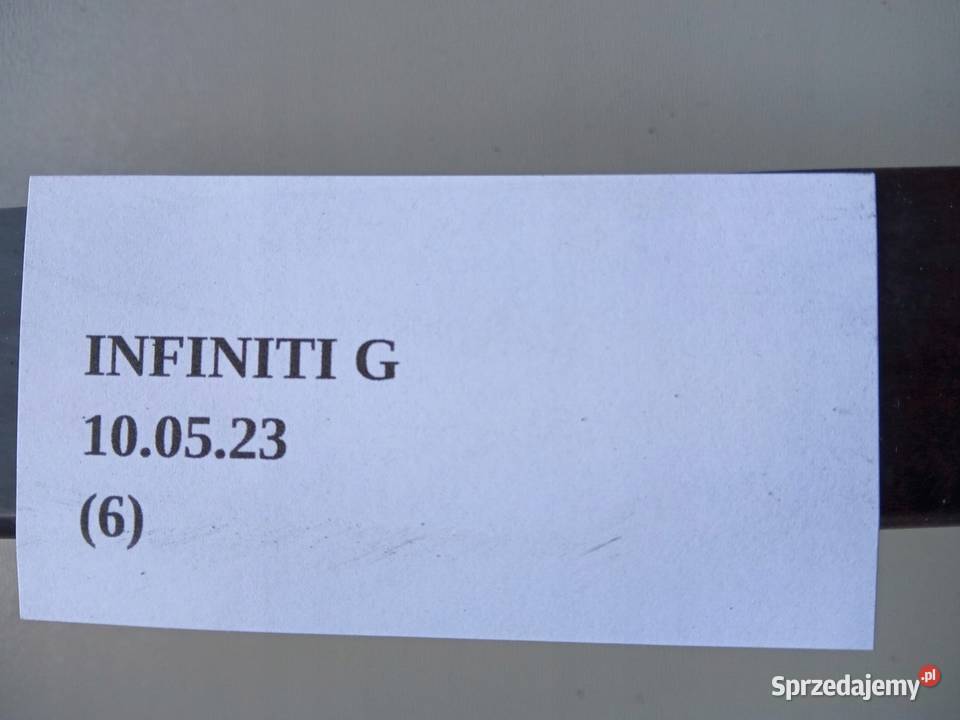 INFINITI G
10.05.23
(6)
Sprzedajemy.pl